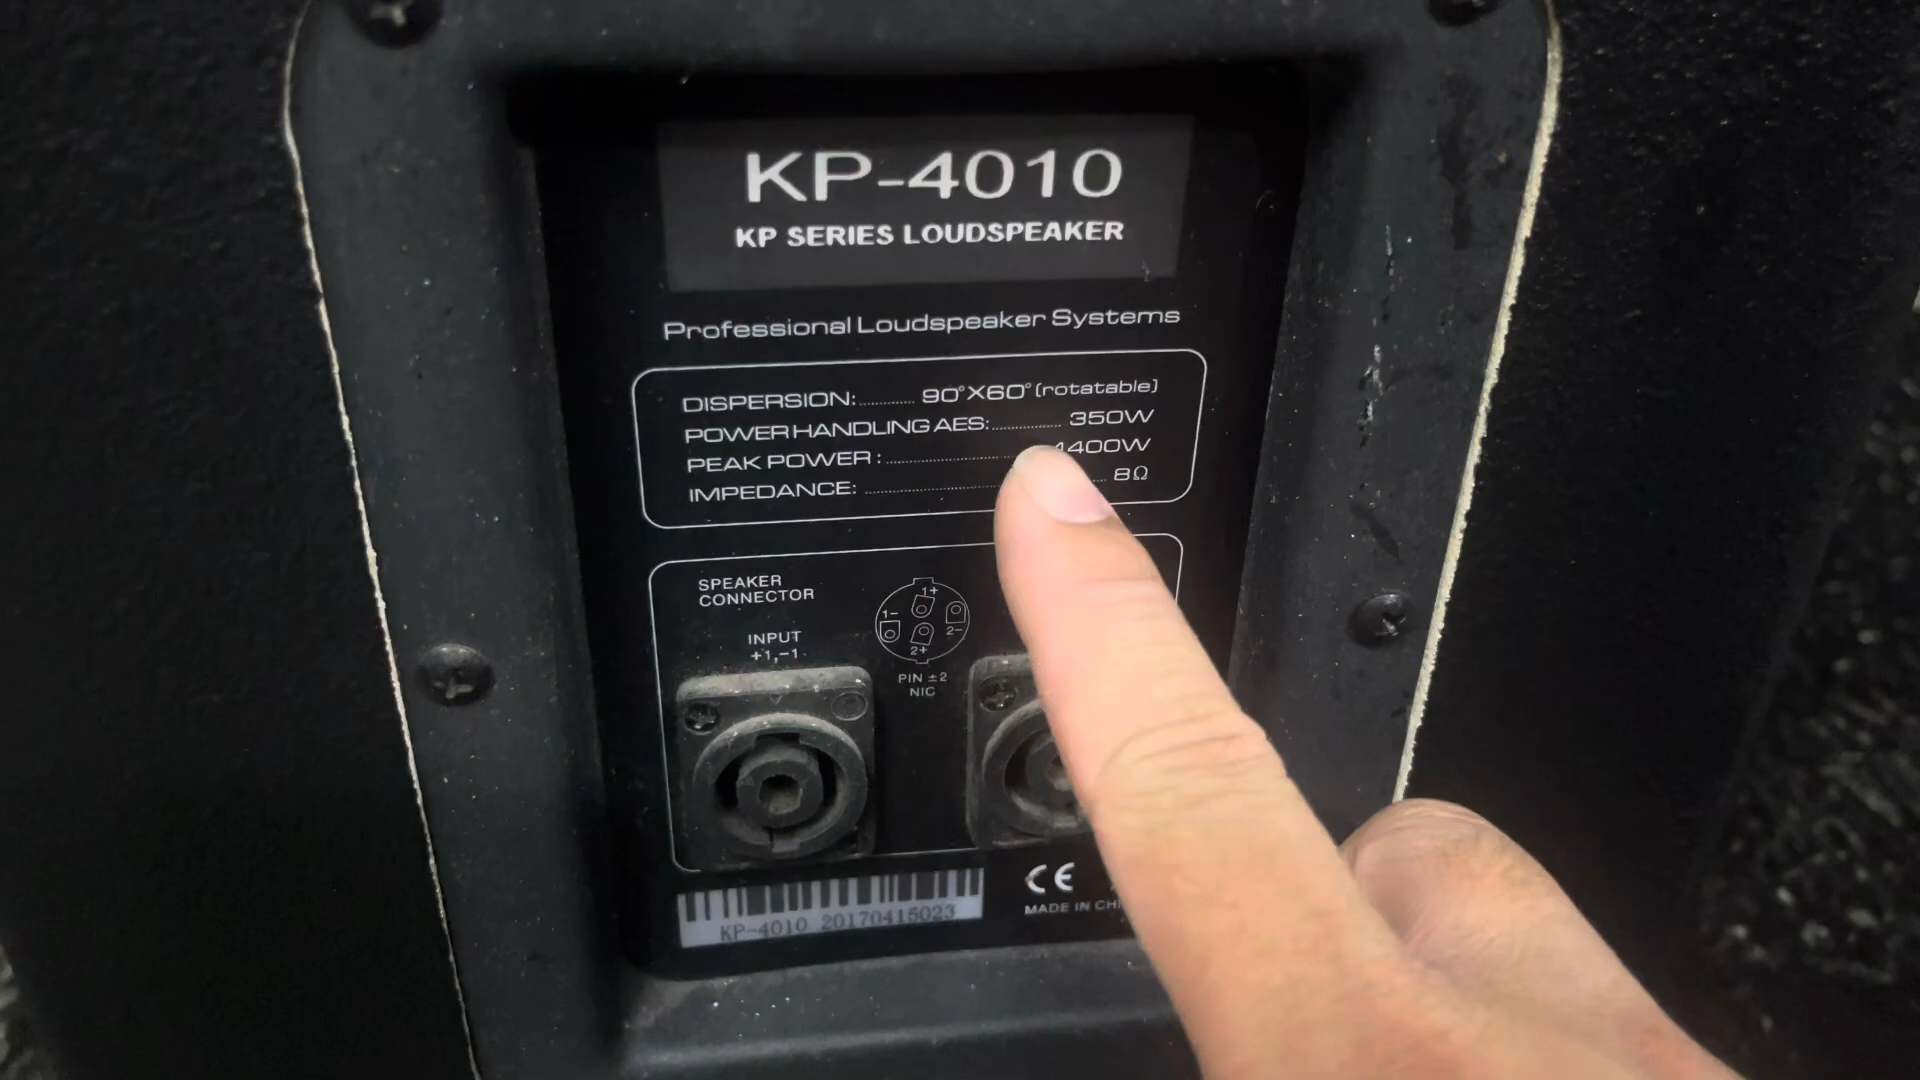 KP-4010
KP SERIES LOUDSPEAKER
Professional Loudspeaker Systems
DISPERSION:.......... 90°X60° (rotatable)
POWER HANDLING AES:............ 350W
PEAK POWER :.................... 1400W
IMPEDANCE: .................... 8Ω
SPEAKER
CONNECTOR
INPUT
+1,-1
1+
1-
2-
2+
PIN ±2
NIC
CE
MADE IN
KP-4010 20170415023